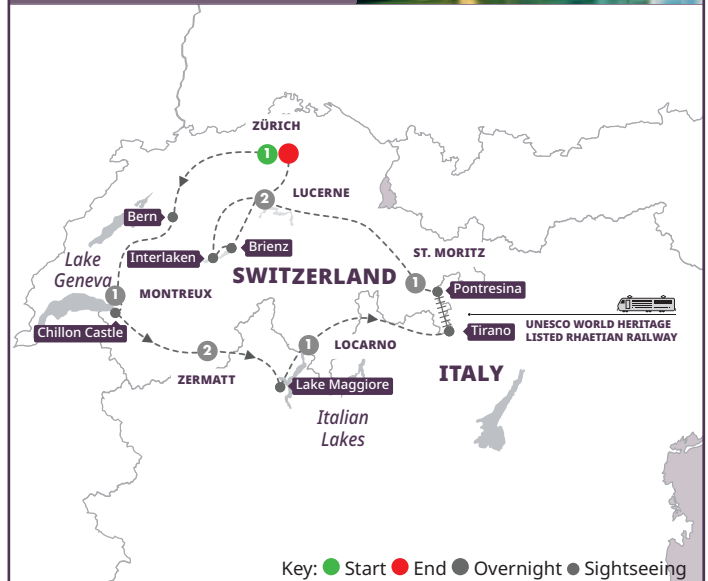 ZÜRICH
1
2
LUCERNE
Bern
Brienz
Interlaken
ST. MORITZ
Lake
Geneva
SWITZERLAND
1
Pontresina
1
MONTREUX
Chillon Castle
Tirano
UNESCO WORLD HERITAGE
LISTED RHAETIAN RAILWAY
2
1
LOCARNO
ZERMATT
ITALY
Lake Maggiore
Italian
Lakes
Key: Start End Overnight Sightseeing